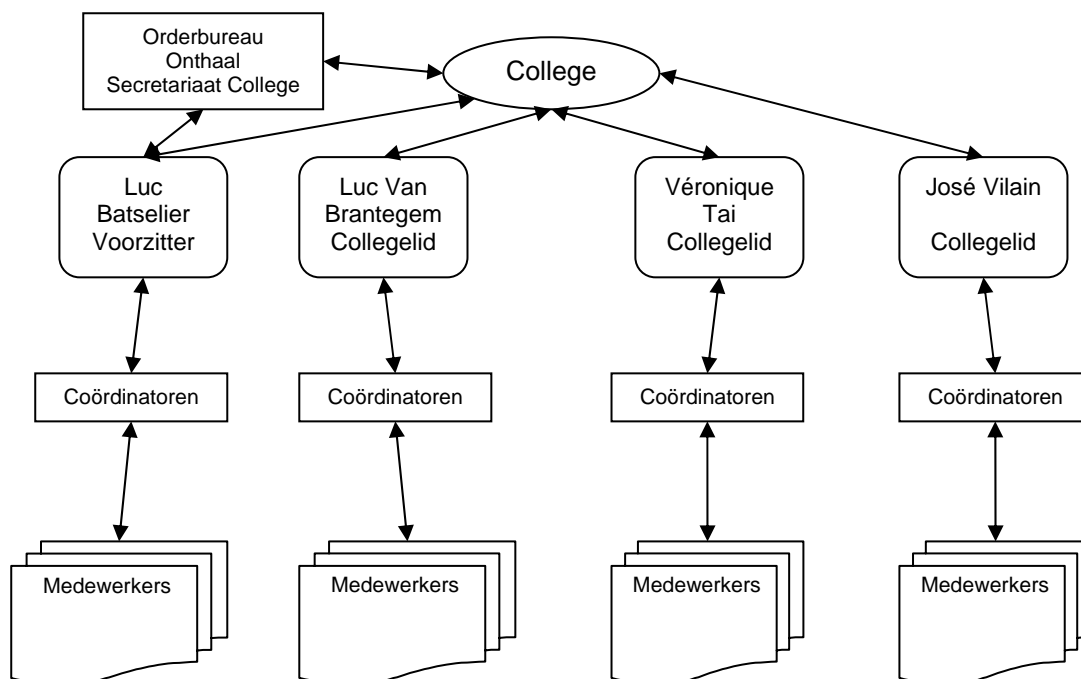 Orderbureau
Onthaal
Secretariaat College
College
Luc
Batselier
Voorzitter
Luc Van
Brantegem
Collegelid
Véronique
Tai
Collegelid
José Vilain
Collegelid
Coördinatoren
Coördinatoren
Coördinatoren
Coördinatoren
Medewerkers
Medewerkers
Medewerkers
Medewerkers